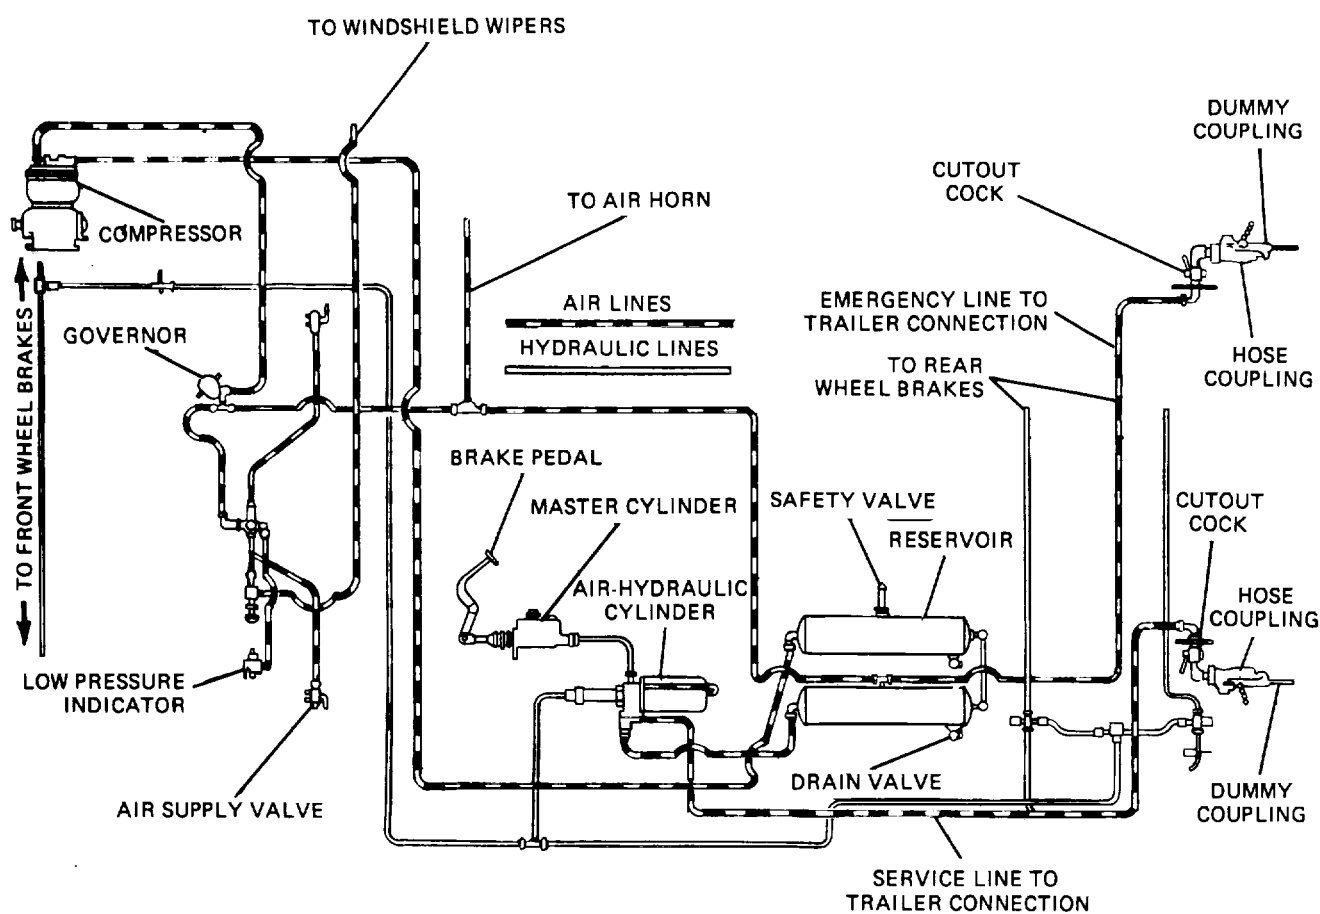 TO WINDSHIELD WIPERS
DUMMY
COUPLING
CUTOUT
COCK
TO AIR HORN
COMPRESSOR
AIR LINES
EMERGENCY LINE TO
TRAILER CONNECTION
HYDRAULIC LINES
HOSE
COUPLING
GOVERNOR
TO REAR
WHEEL BRAKES
TO FRONT WHEEL BRAKES
BRAKE PEDAL
MASTER CYLINDER
SAFETY VALVE
RESERVOIR
CUTOUT
COCK
AIR-HYDRAULIC
CYLINDER
HOSE
COUPLING
LOW PRESSURE
INDICATOR
DRAIN VALVE
DUMMY
COUPLING
AIR SUPPLY VALVE
SERVICE LINE TO
TRAILER CONNECTION